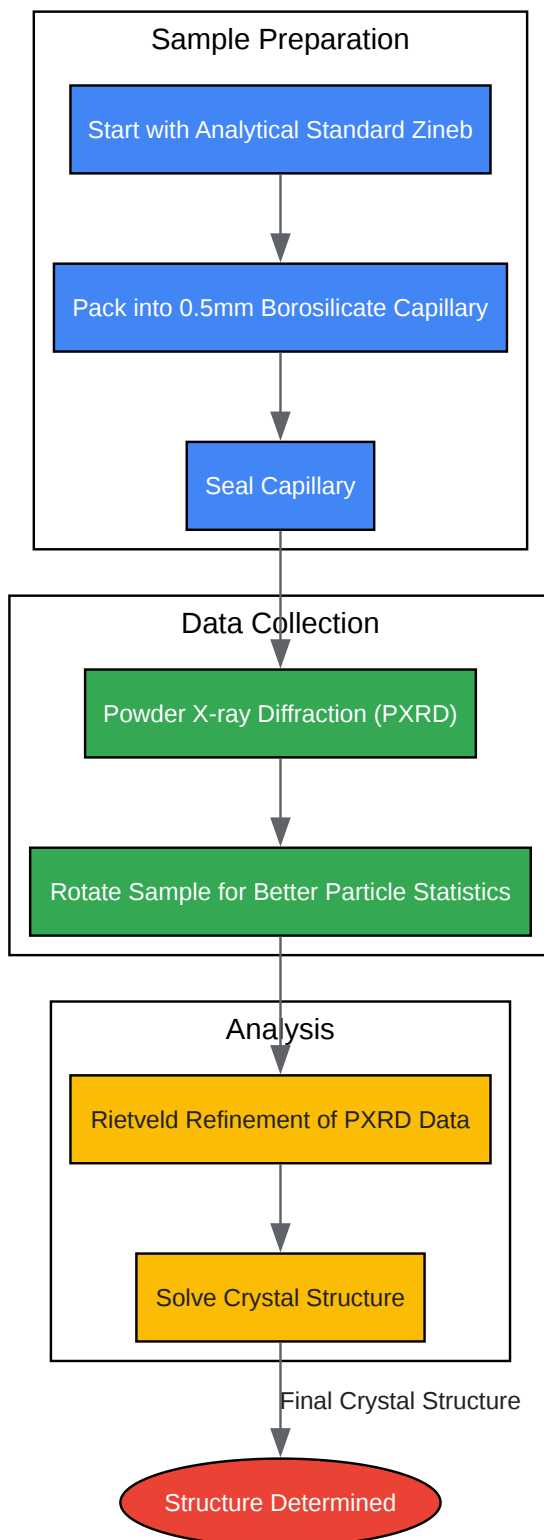 Sample Preparation
Start with Analytical Standard Zineb
Pack into 0.5mm Borosilicate Capillary
Seal Capillary
Data Collection
Powder X-ray Diffraction (PXRD)
Rotate Sample for Better Particle Statistics
Analysis
Rietveld Refinement of PXRD Data
Solve Crystal Structure
Final Crystal Structure
Structure Determined